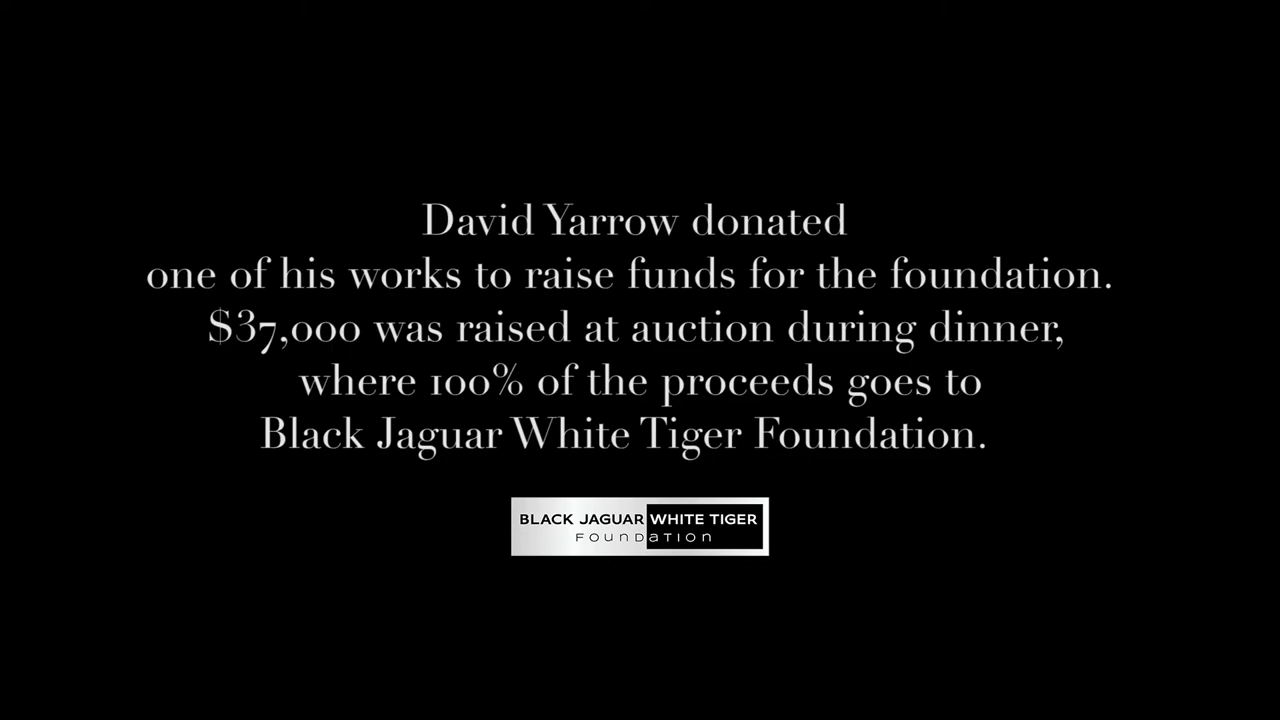 David Yarrow donated
one of his works to raise funds for the foundation.
$37,000 was raised at auction during dinner,
where 100% of the proceeds goes to
Black Jaguar White Tiger Foundation.
BLACK JAGUAR WHITE TIGER
FOUNDaTION